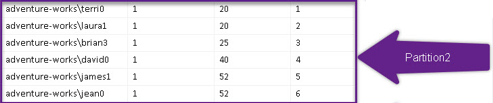 adventure-works\terri0 1 20 1
adventure-works\laura1 1 20 2
adventure-works\brian3 1 25 3
adventure-works\david0 1 40 4
adventure-works\james1 1 52 5
adventure-works\jean0 1 52 6
Partition2